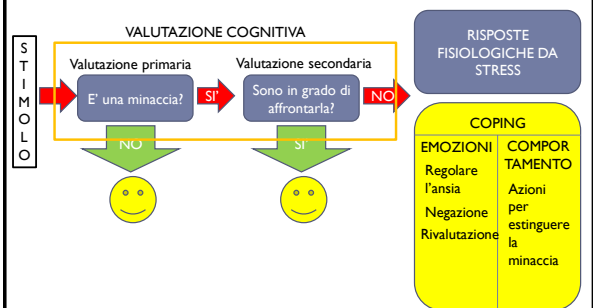 VALUTAZIONE COGNITIVA
S
T
I
M
O
L
O
Valutazione primaria
E' una minaccia?
SI'
NO
Valutazione secondaria
Sono in grado di
affrontarla?
NO
SI'
RISPOSTE
FISIOLOGICHE DA
STRESS
COPING
EMOZIONI
Regolare
l'ansia
Negazione
Rivalutazione
COMPOR
TAMENTO
Azioni
per
estinguere
la
minaccia